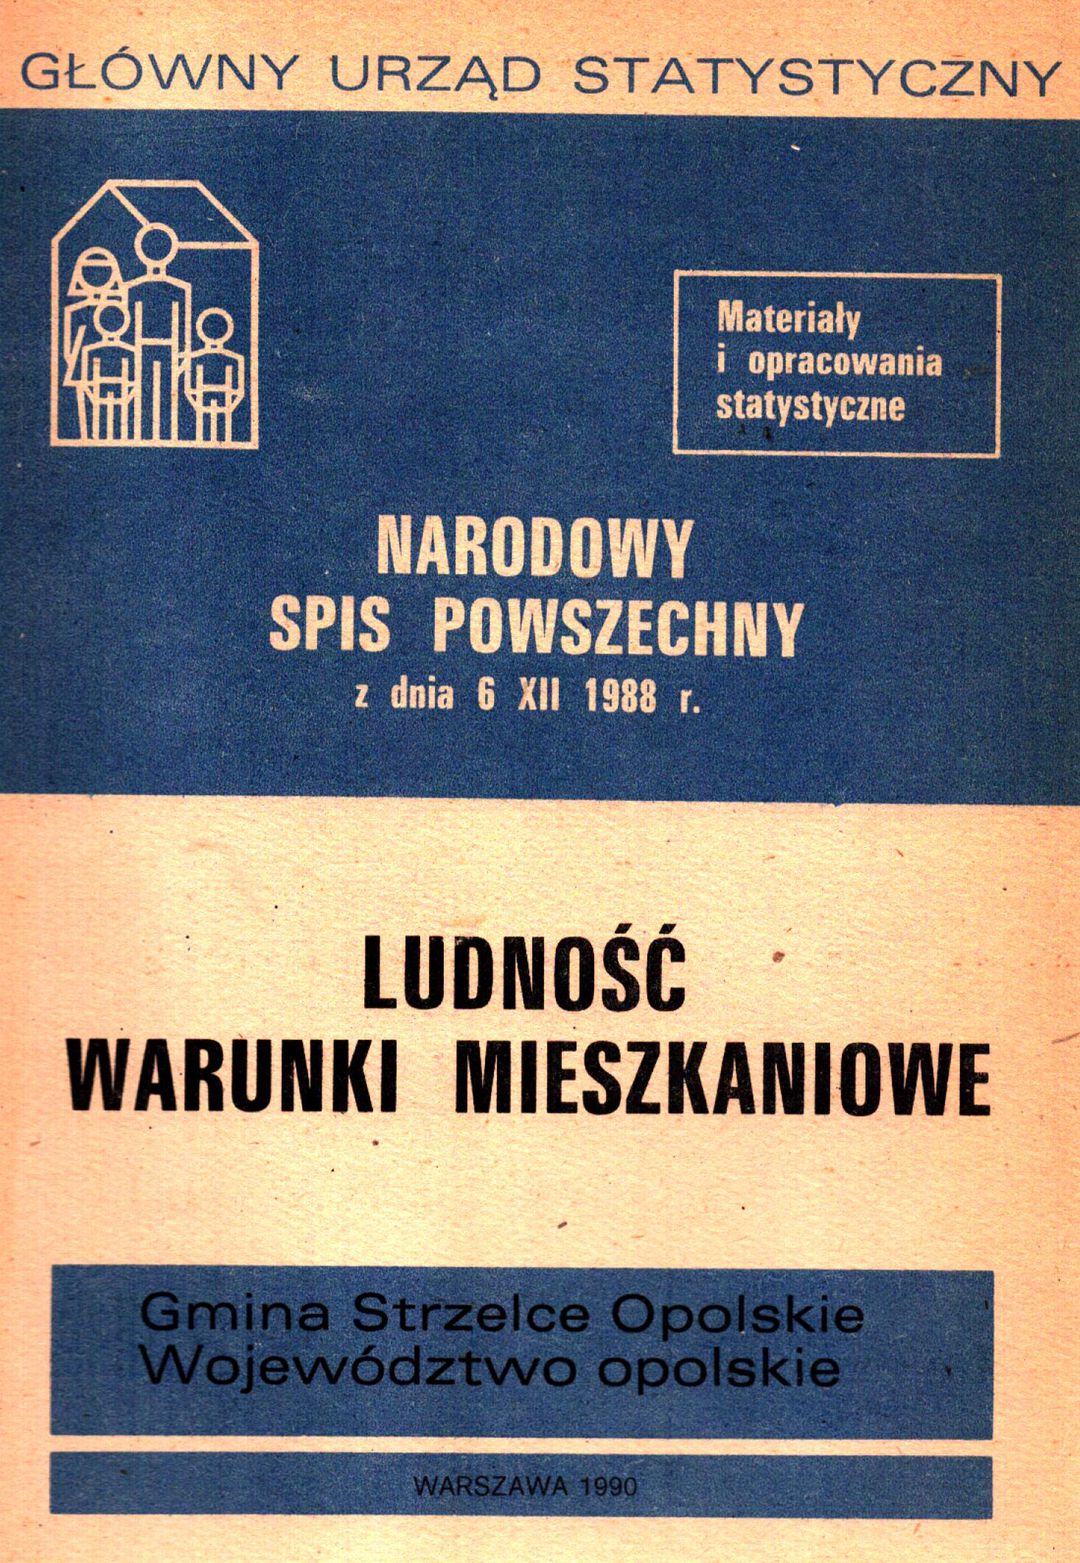 GŁÓWNY URZĄD STATYSTYCZNY
Materiały
i opracowania
statystyczne
NARODOWY
SPIS POWSZECHNY
z dnia 6 XII 1988 r.
LUDNOŚĆ
WARUNKI MIESZKANIOWE
Gmina Strzelce Opolskie
Województwo opolskie
WARSZAWA 1990